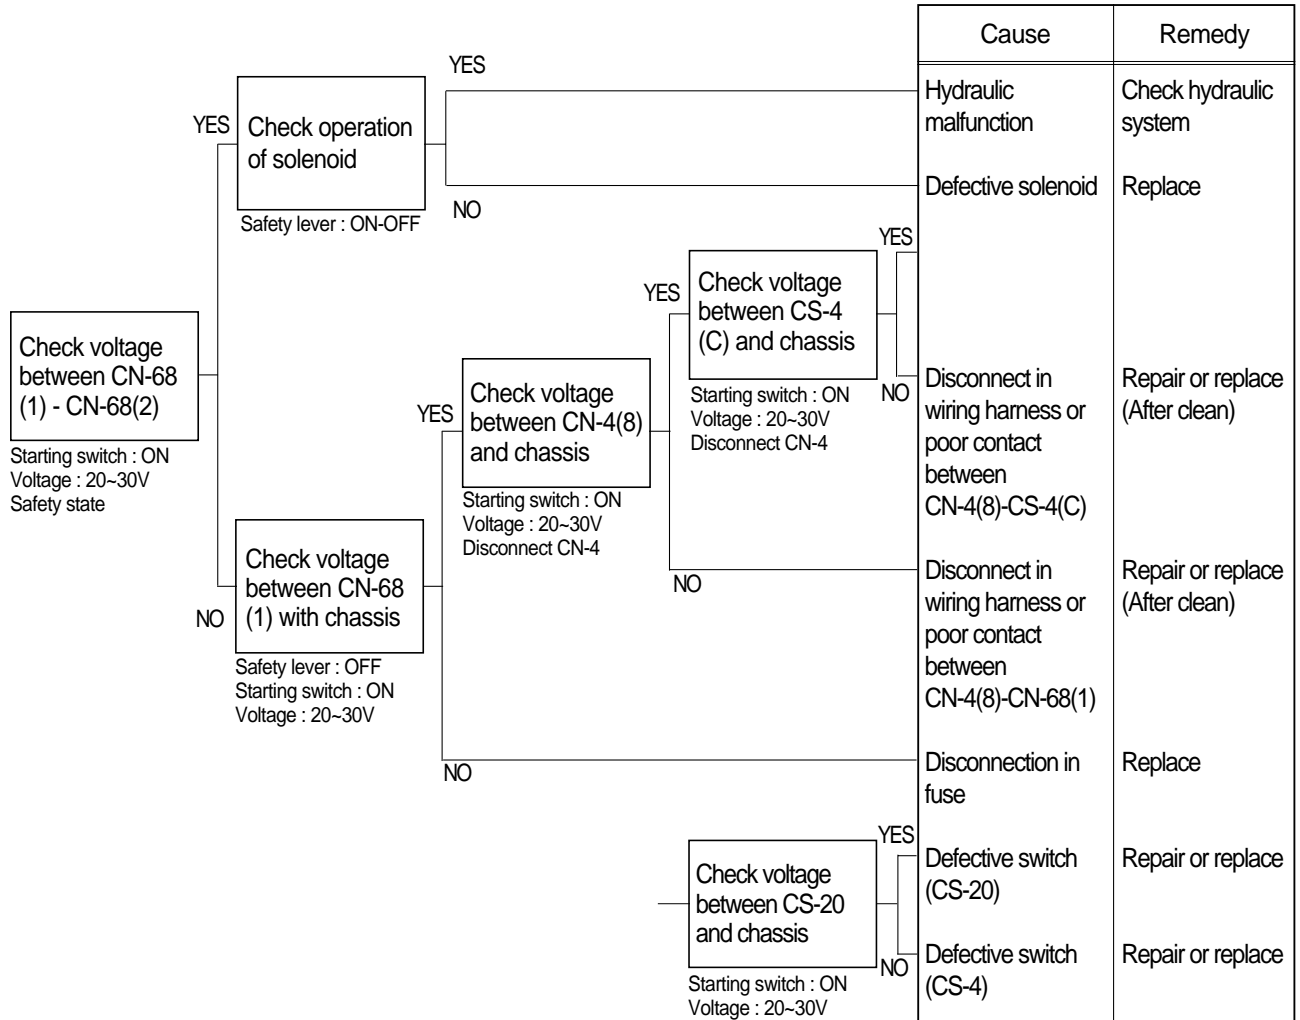 Cause
Remedy
YES
Hydraulic
malfunction
Check hydraulic
system
YES
Check operation
of solenoid
Defective solenoid
Replace
NO
Safety lever : ON-OFF
YES
Check voltage
between CS-4
(C) and chassis
YES
Check voltage
between CN-68
(1) - CN-68(2)
Starting switch : ON
Voltage : 20~30V
Safety state
Check voltage
between CN-4(8)
and chassis
YES
Starting switch : ON
Voltage : 20~30V
Disconnect CN-4
NO
Disconnect in
wiring harness or
poor contact
between
CN-4(8)-CS-4(C)
Repair or replace
(After clean)
Starting switch : ON
Voltage : 20~30V
Disconnect CN-4
Check voltage
between CN-68
(1) with chassis
NO
Safety lever : OFF
Starting switch : ON
Voltage : 20~30V
NO
Disconnect in
wiring harness or
poor contact
between
CN-4(8)-CN-68(1)
Repair or replace
(After clean)
NO
Disconnection in
fuse
Replace
YES
Check voltage
between CS-20
and chassis
Defective switch
(CS-20)
Repair or replace
NO
Defective switch
(CS-4)
Repair or replace
Starting switch : ON
Voltage : 20~30V